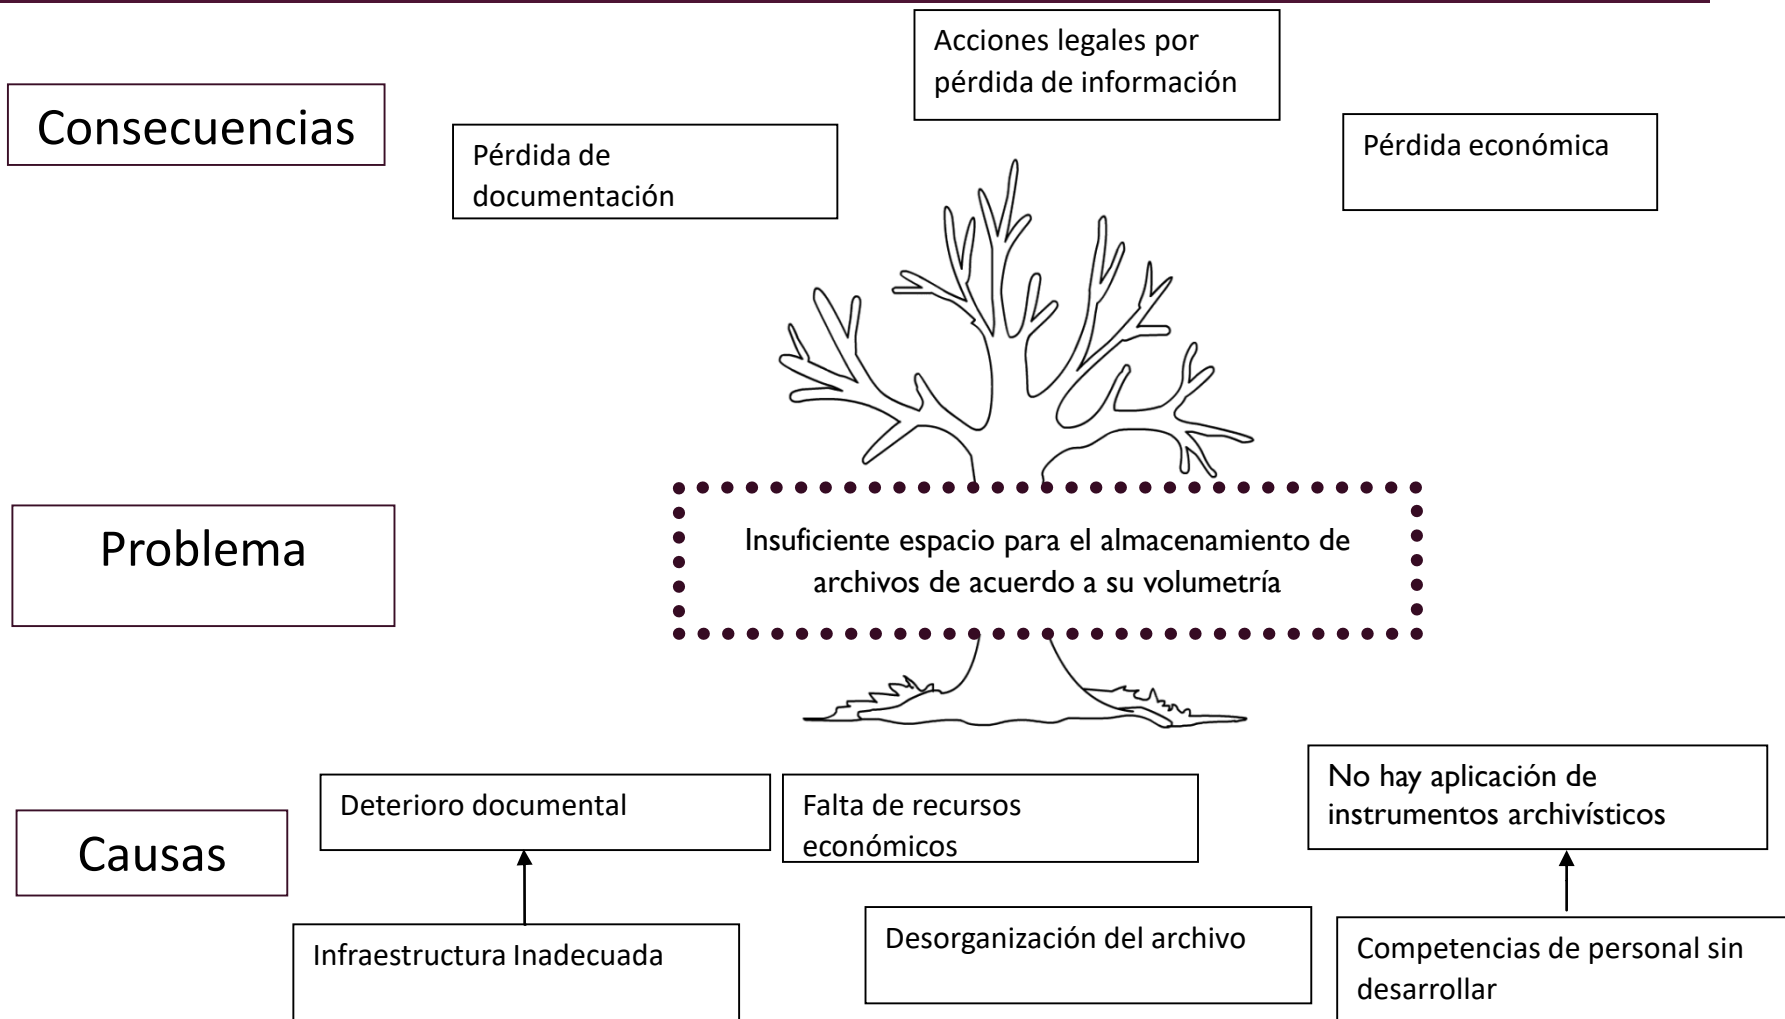 Acciones legales por
pérdida de información
Consecuencias
Pérdida de
documentación
Pérdida económica
Problema
Insuficiente espacio para el almacenamiento de
archivos de acuerdo a su volumetría
Causas
Deterioro documental
Falta de recursos
económicos
No hay aplicación de
instrumentos archivísticos
Infraestructura Inadecuada
Desorganización del archivo
Competencias de personal sin
desarrollar